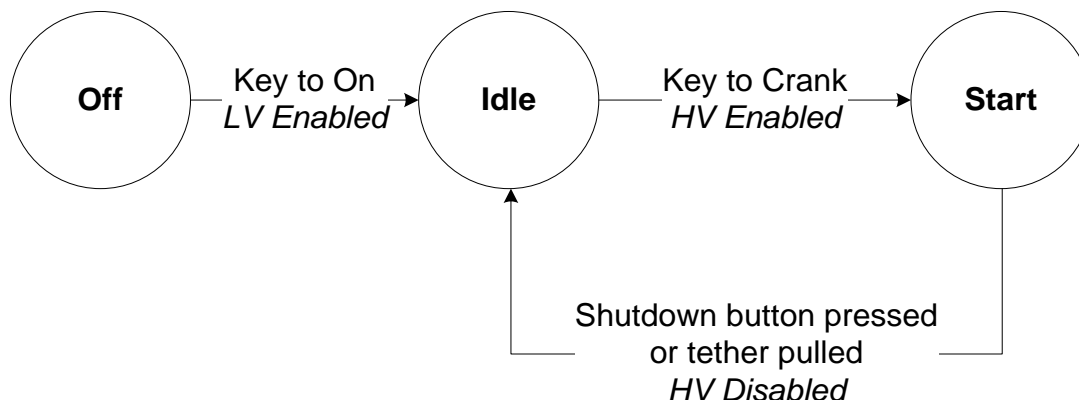 Off
Key to On
LV Enabled
Idle
Key to Crank
HV Enabled
Start
Shutdown button pressed
or tether pulled
HV Disabled